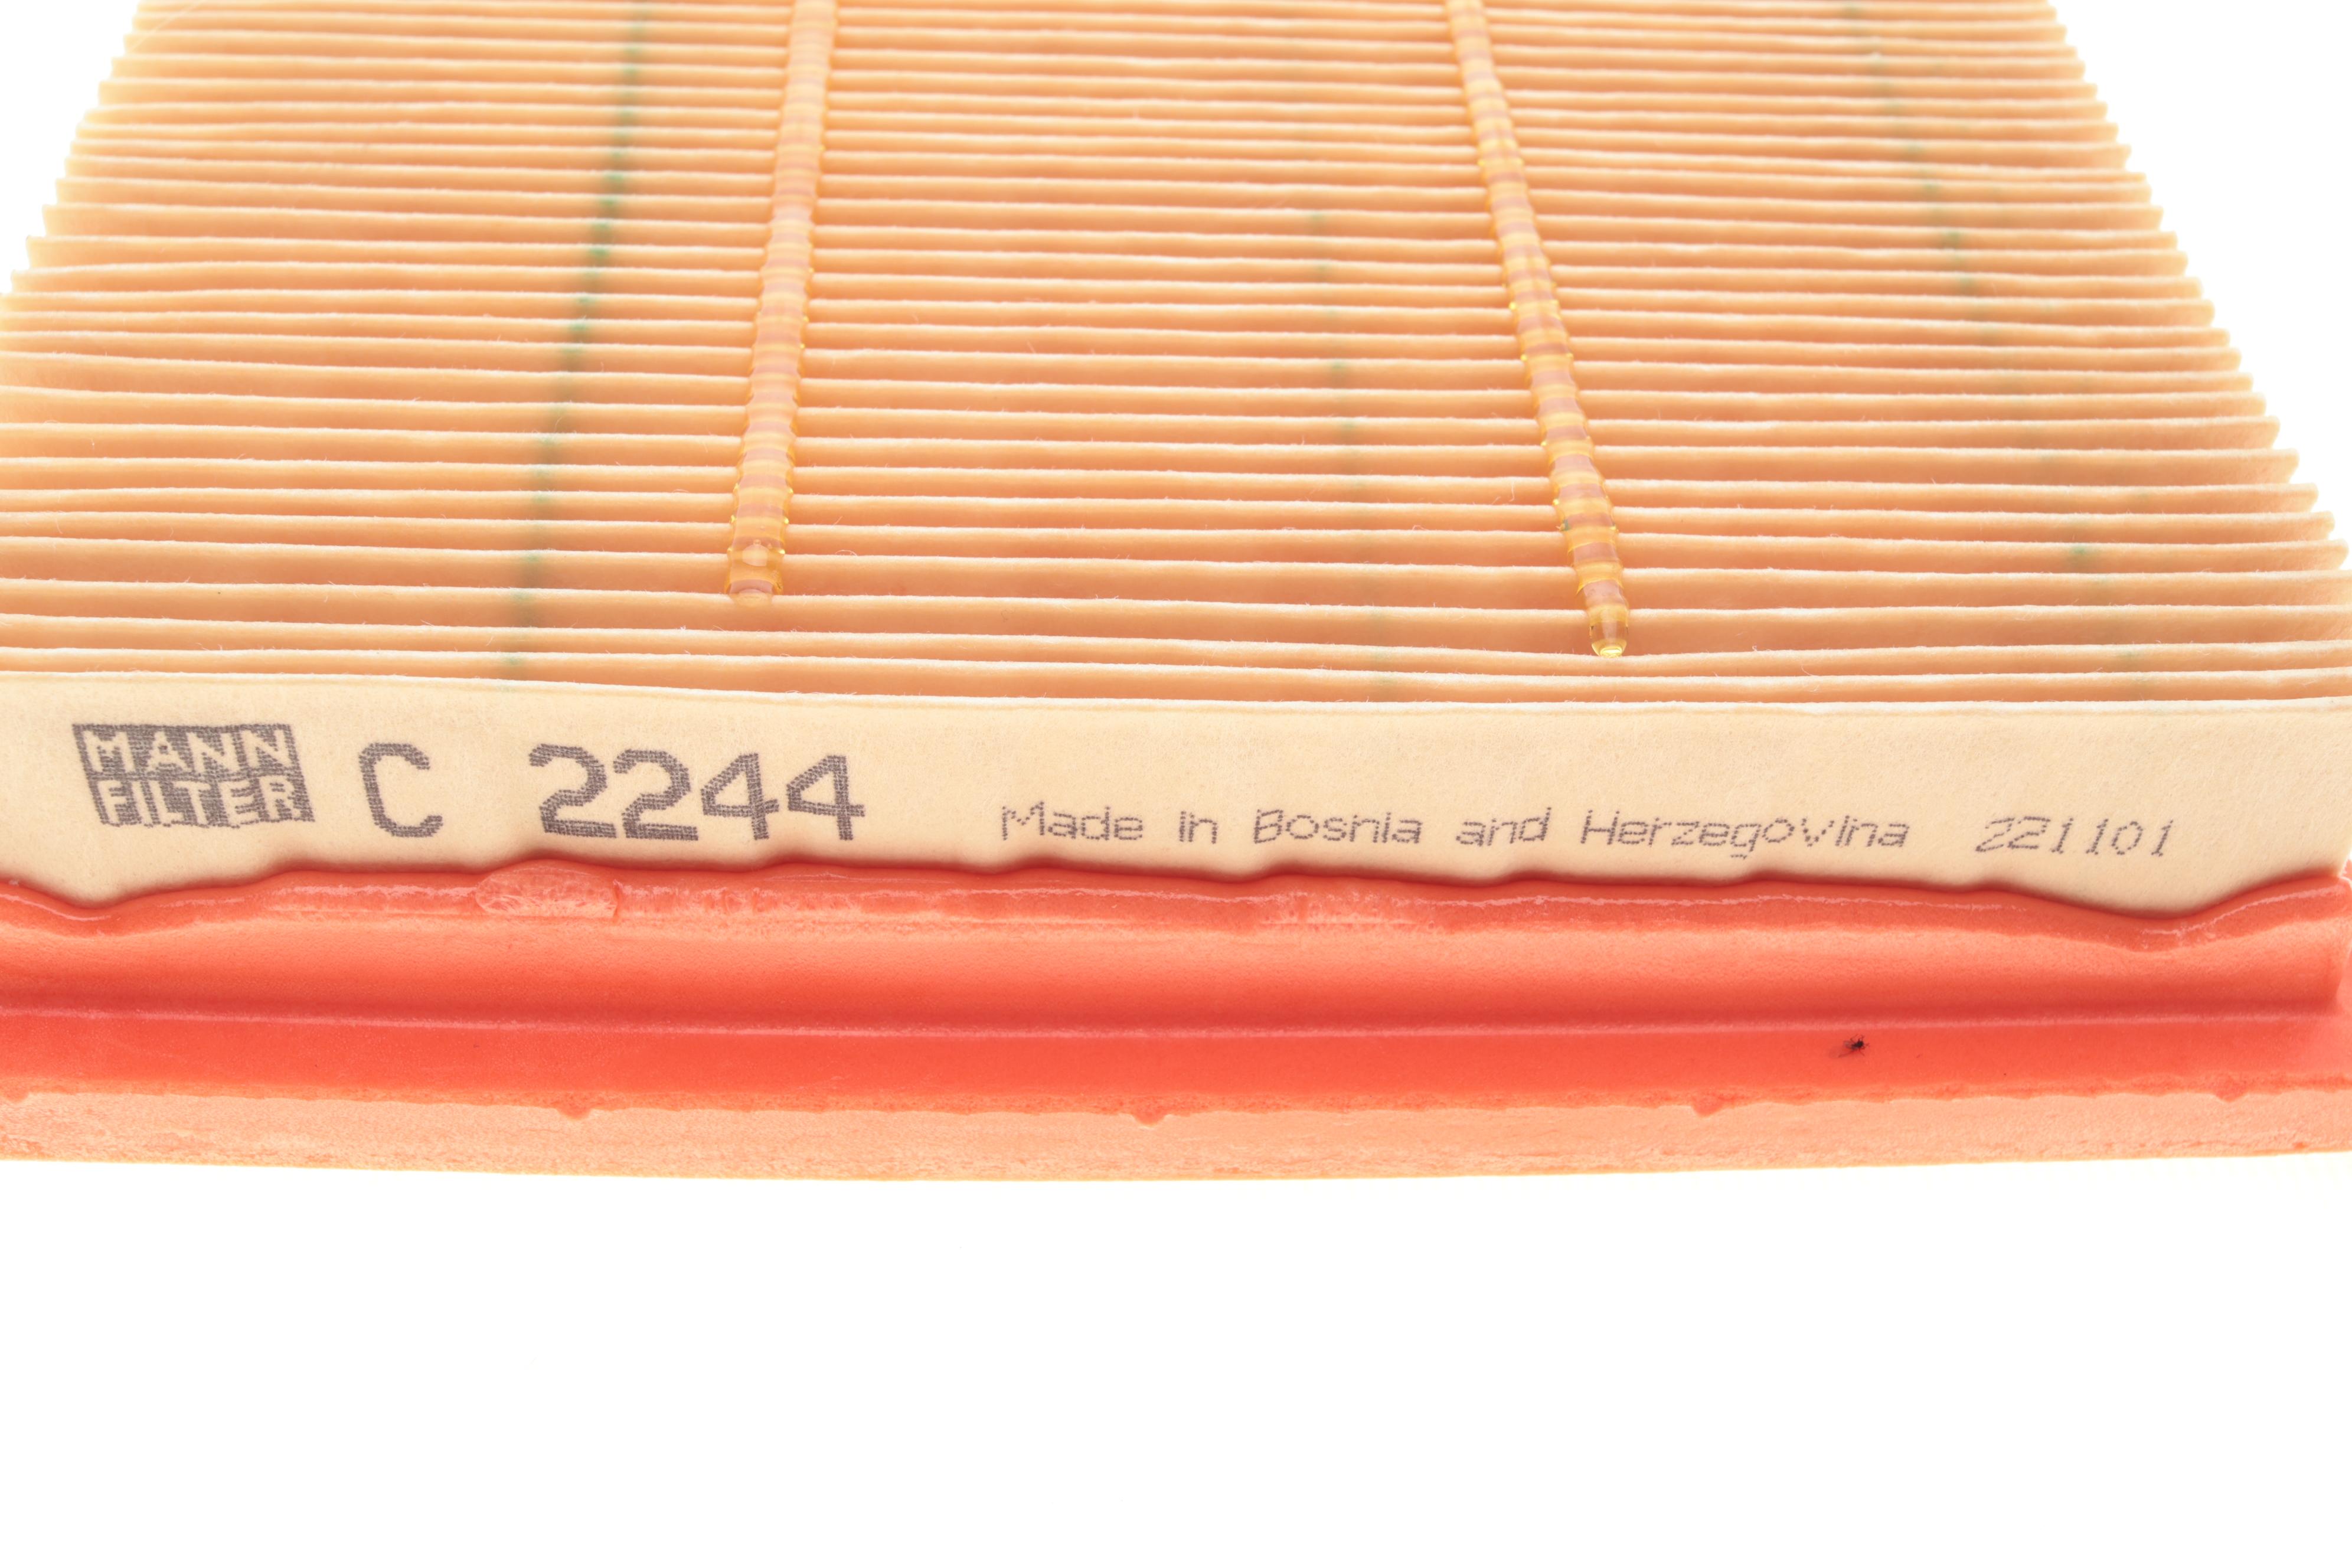 MANN
FILTER
C 2244
Made in Bosnia and Herzegovina 221101